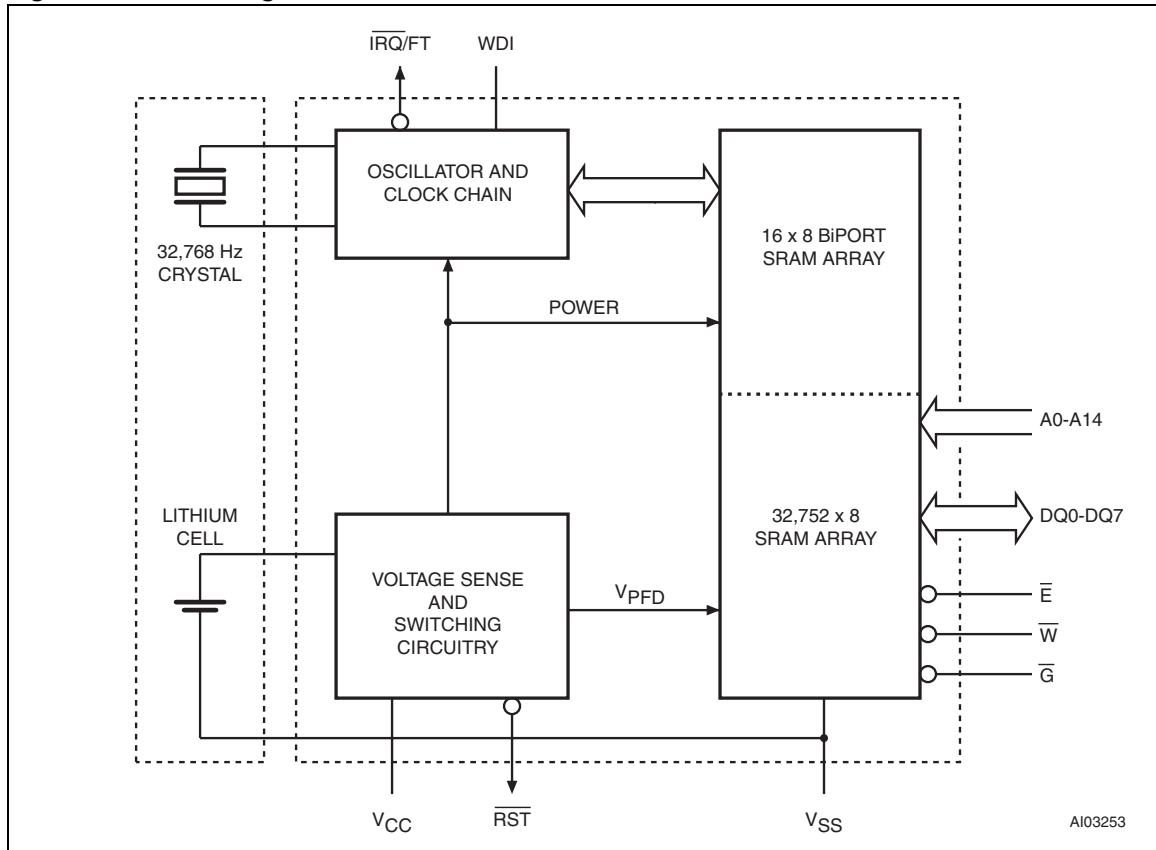 IRQ/FT
WDI
OSCILLATOR AND
CLOCK CHAIN
32,768 Hz
CRYSTAL
16 x 8 BiPORT
SRAM ARRAY
POWER
A0-A14
LITHIUM
CELL
32,752 x 8
SRAM ARRAY
DQ0-DQ7
VOLTAGE SENSE
AND
SWITCHING
CIRCUITRY
VPFD
E
W
G
VCC
RST
VSS
AI03253